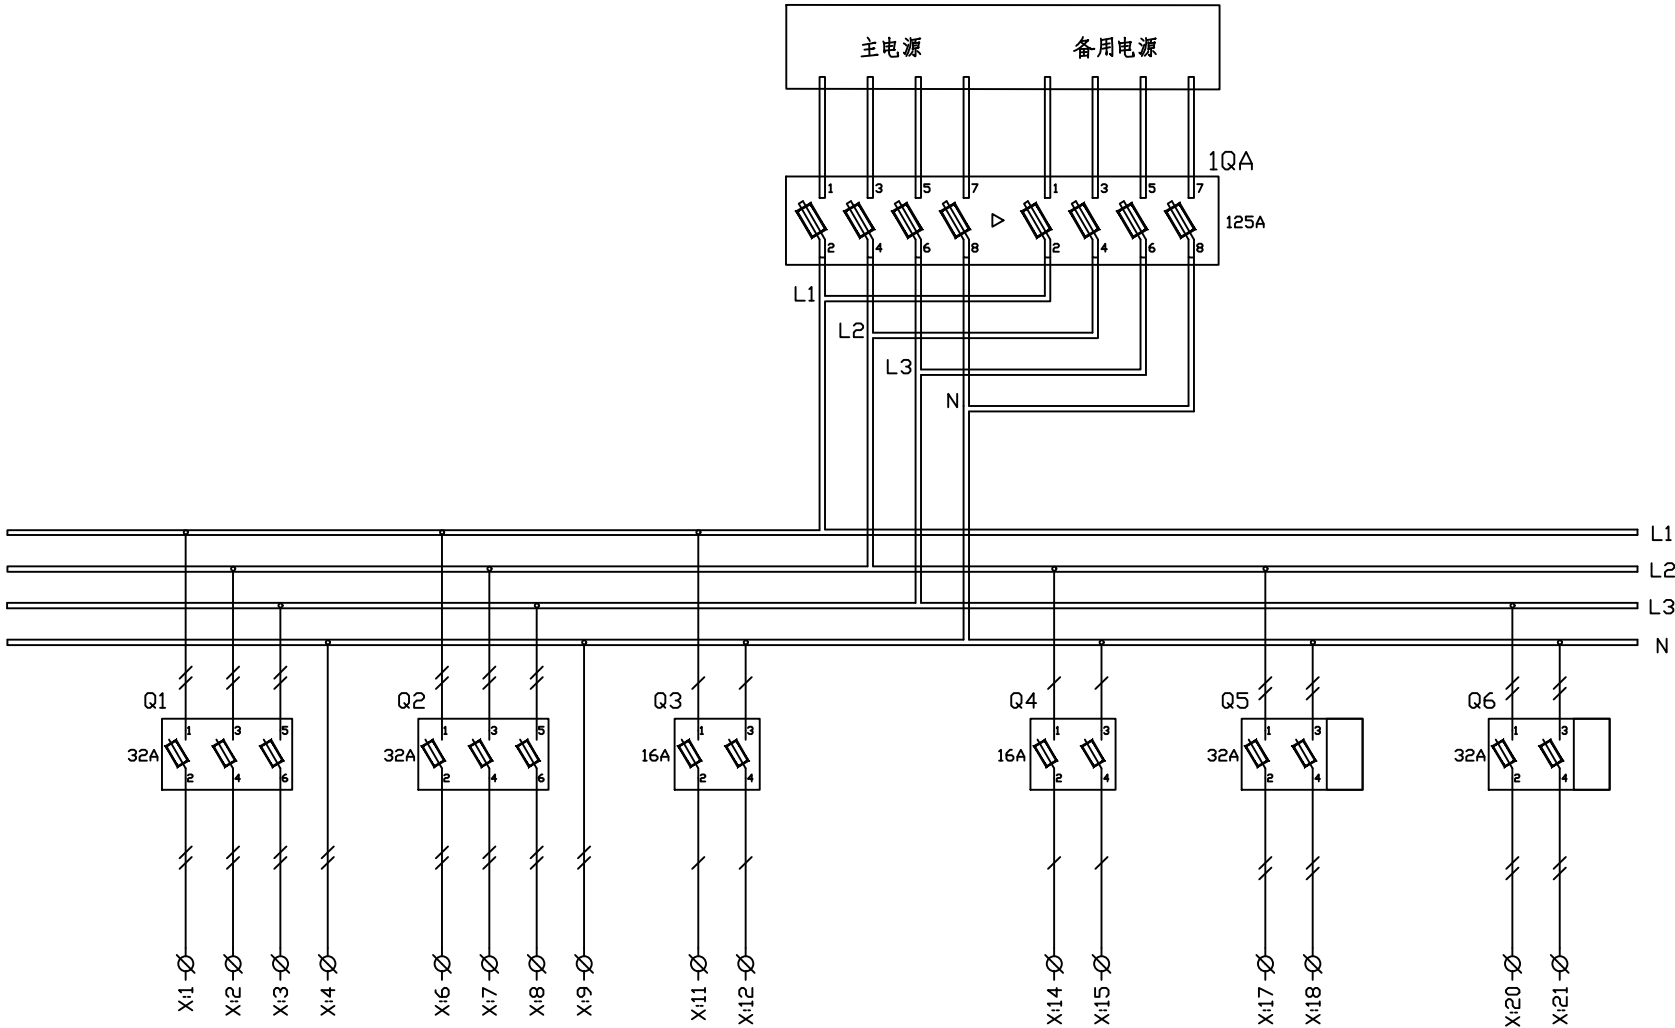 主电源 备用电源
1QA
1 3 5 7 1 3 5 7
125A
2 4 6 8 2 4 6 8
L1
L2
L3
N
L1
L2
L3
N
Q1 Q2 Q3 Q4 Q5 Q6
1 3 5 1 3 5 1 3 1 3 1 3 1 3
32A 32A 16A 16A 32A 32A
2 4 6 2 4 6 2 4 2 4 2 4 2 4
X:1 X:2 X:3 X:4 X:6 X:7 X:8 X:9 X:11 X:12 X:14 X:15 X:17 X:18 X:20 X:21